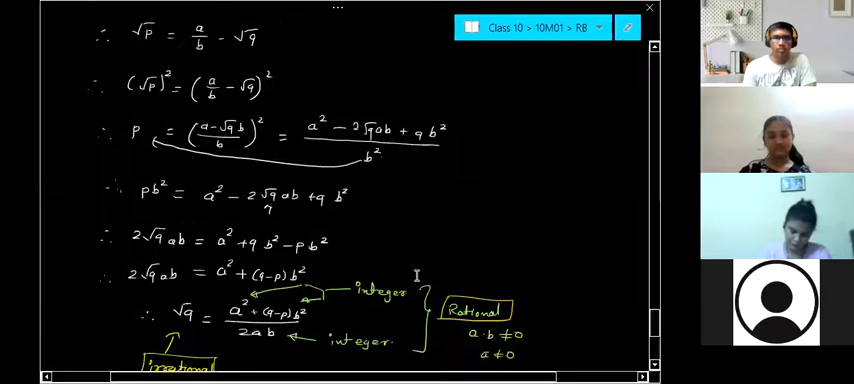 Class 10 > 10M01 > RB
∴ √p = a/b - √q
∴ (√p)² = (a/b - √q)²
∴ p = ((a-√q b)/b)² = (a² - 2√q ab + q b²)/b²
∴ pb² = a² - 2√q ab + q b²
∴ 2√q ab = a² + q b² - p b²
∴ 2√q ab = a² + (q-p) b²
integer
∴ √q = (a² + (q-p) b²)/2ab
Rational
a·b ≠0
integer.
a≠0
irrational